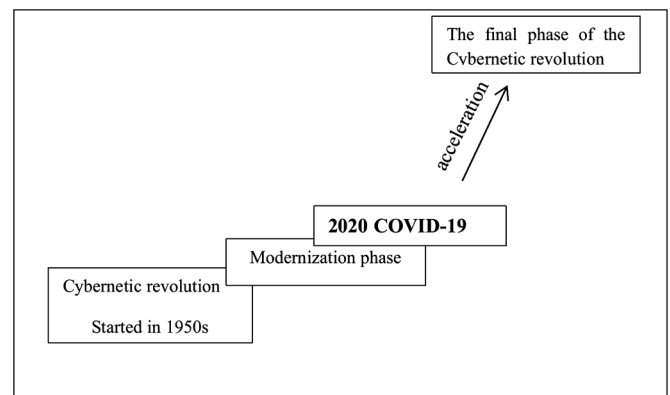 The final phase of the
Cybernetic revolution
acceleration
2020 COVID-19
Modernization phase
Cybernetic revolution
Started in 1950s